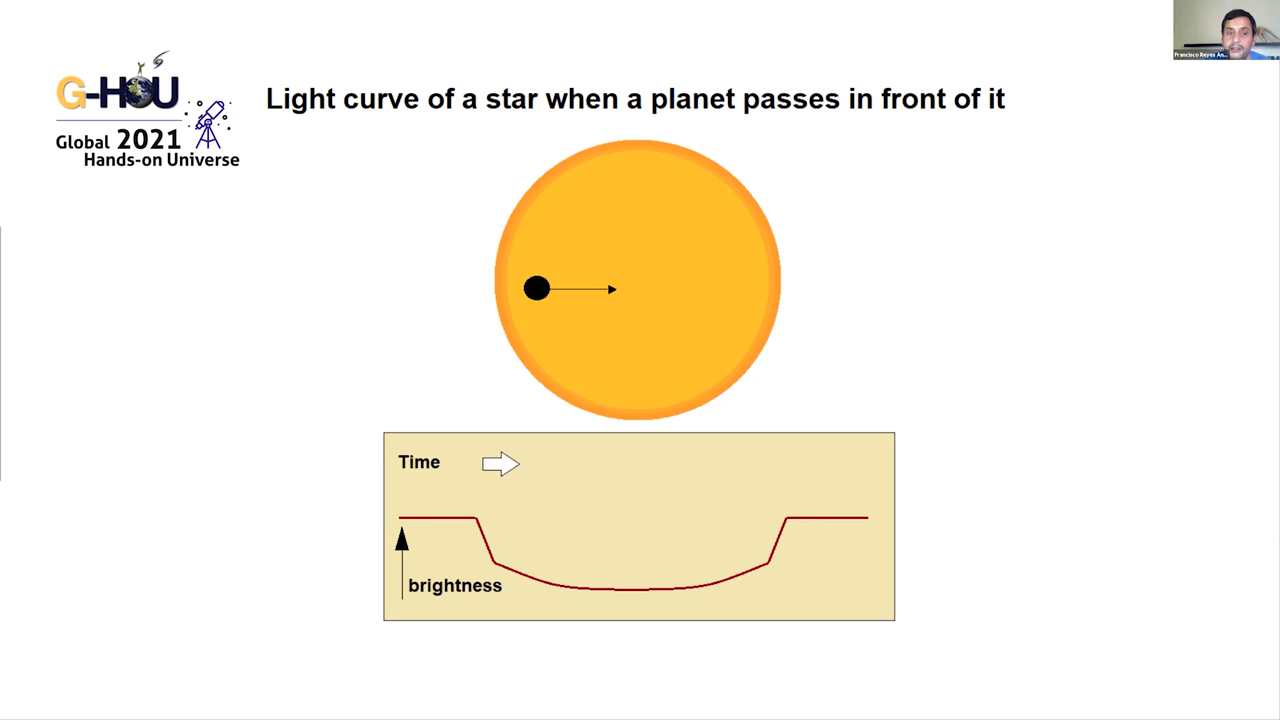 G-HOU
Global 2021
Hands-on Universe
Light curve of a star when a planet passes in front of it
Francisco Reyes An...
Time
brightness